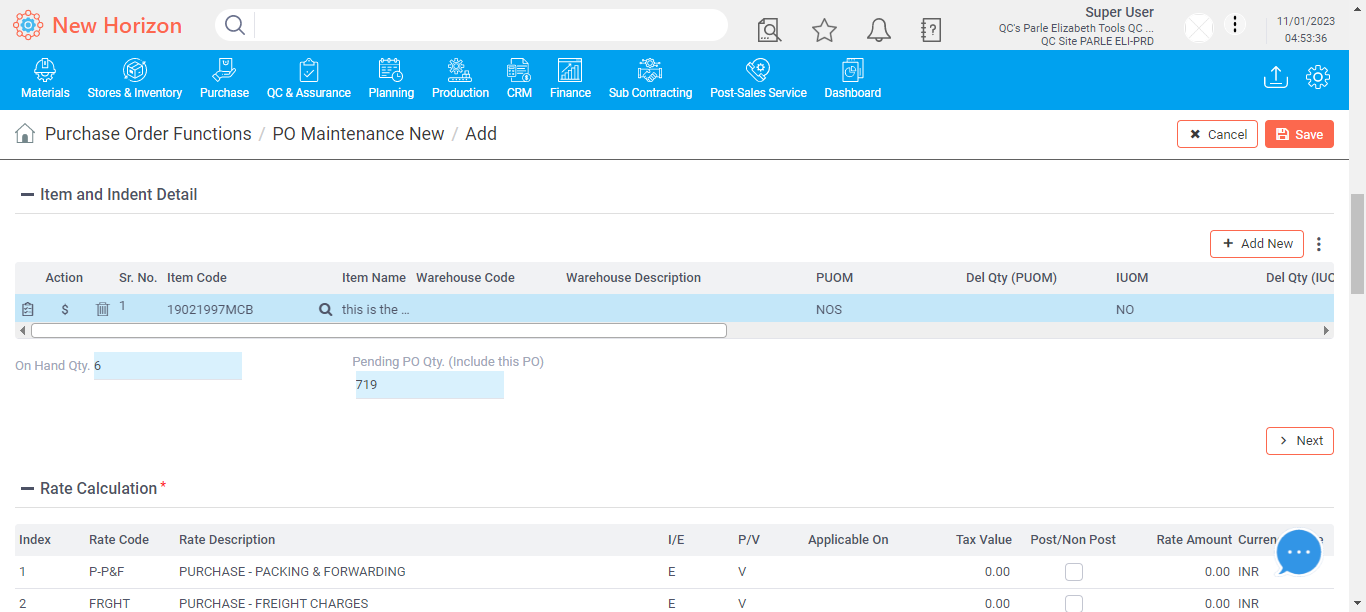 New Horizon
Super User
QC's Parle Elizabeth Tools QC ...
QC Site PARLE ELI-PRD
11/01/2023
04:53:36
Materials Stores & Inventory Purchase QC & Assurance Planning Production CRM Finance Sub Contracting Post-Sales Service Dashboard
Purchase Order Functions / PO Maintenance New / Add
Cancel Save
Item and Indent Detail
+ Add New
Action Sr. No. Item Code Item Name Warehouse Code Warehouse Description PUOM Del Qty (PUOM) IUOM Del Qty (IUO
$ 1 19021997MCB this is the ... NOS NO
On Hand Qty. 6
Pending PO Qty. (Include this PO)
719
> Next
Rate Calculation *
Index Rate Code Rate Description I/E P/V Applicable On Tax Value Post/Non Post Rate Amount Curren
1 P-P&F PURCHASE - PACKING & FORWARDING E V 0.00 0.00 INR
2 FRGHT PURCHASE - FREIGHT CHARGES E V 0.00 0.00 INR